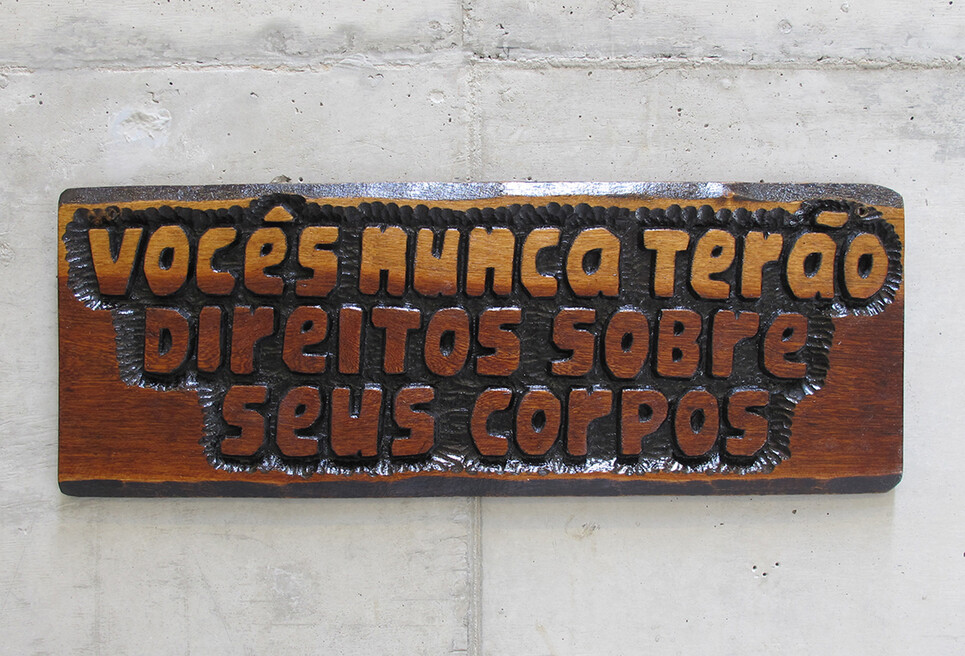 vocês nunca terão
direitos sobre
seus corpos